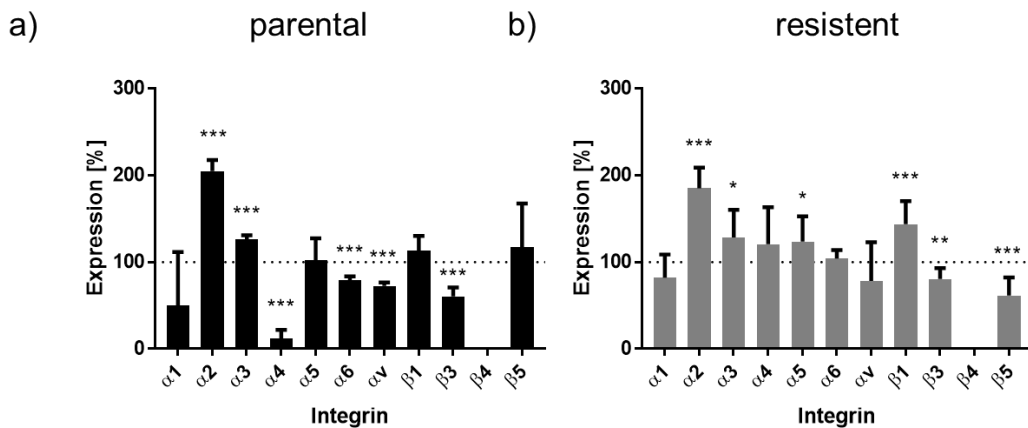 a)
parental
b)
resistent
Expression [%]
300
200
100
0
***
***
***
***
***
***
α1
α2
α3
α4
α5
α6
αv
β1
β3
β4
β5
Integrin
Expression [%]
300
200
100
0
***
*
*
***
**
***
α1
α2
α3
α4
α5
α6
αv
β1
β3
β4
β5
Integrin